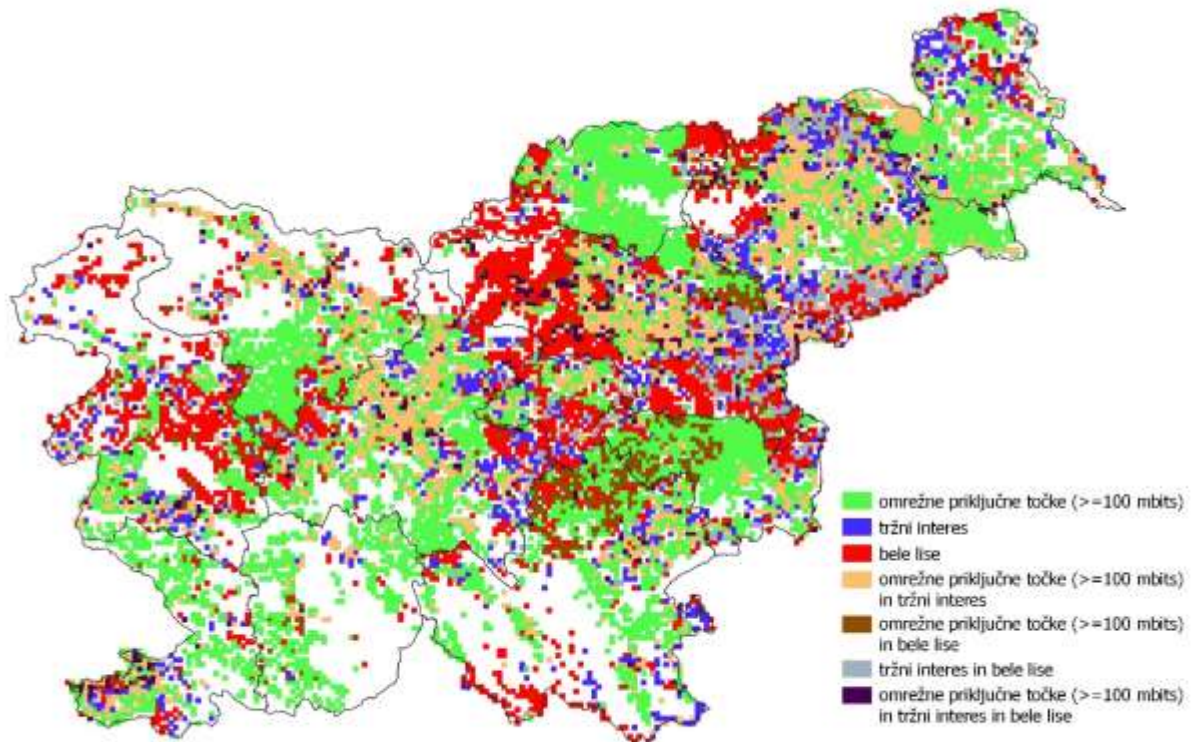 omrežne priključne točke (>=100 mbits)
tržni interes
bele lise
omrežne priključne točke (>=100 mbits)
in tržni interes
omrežne priključne točke (>=100 mbits)
in bele lise
tržni interes in bele lise
omrežne priključne točke (>=100 mbits)
in tržni interes in bele lise